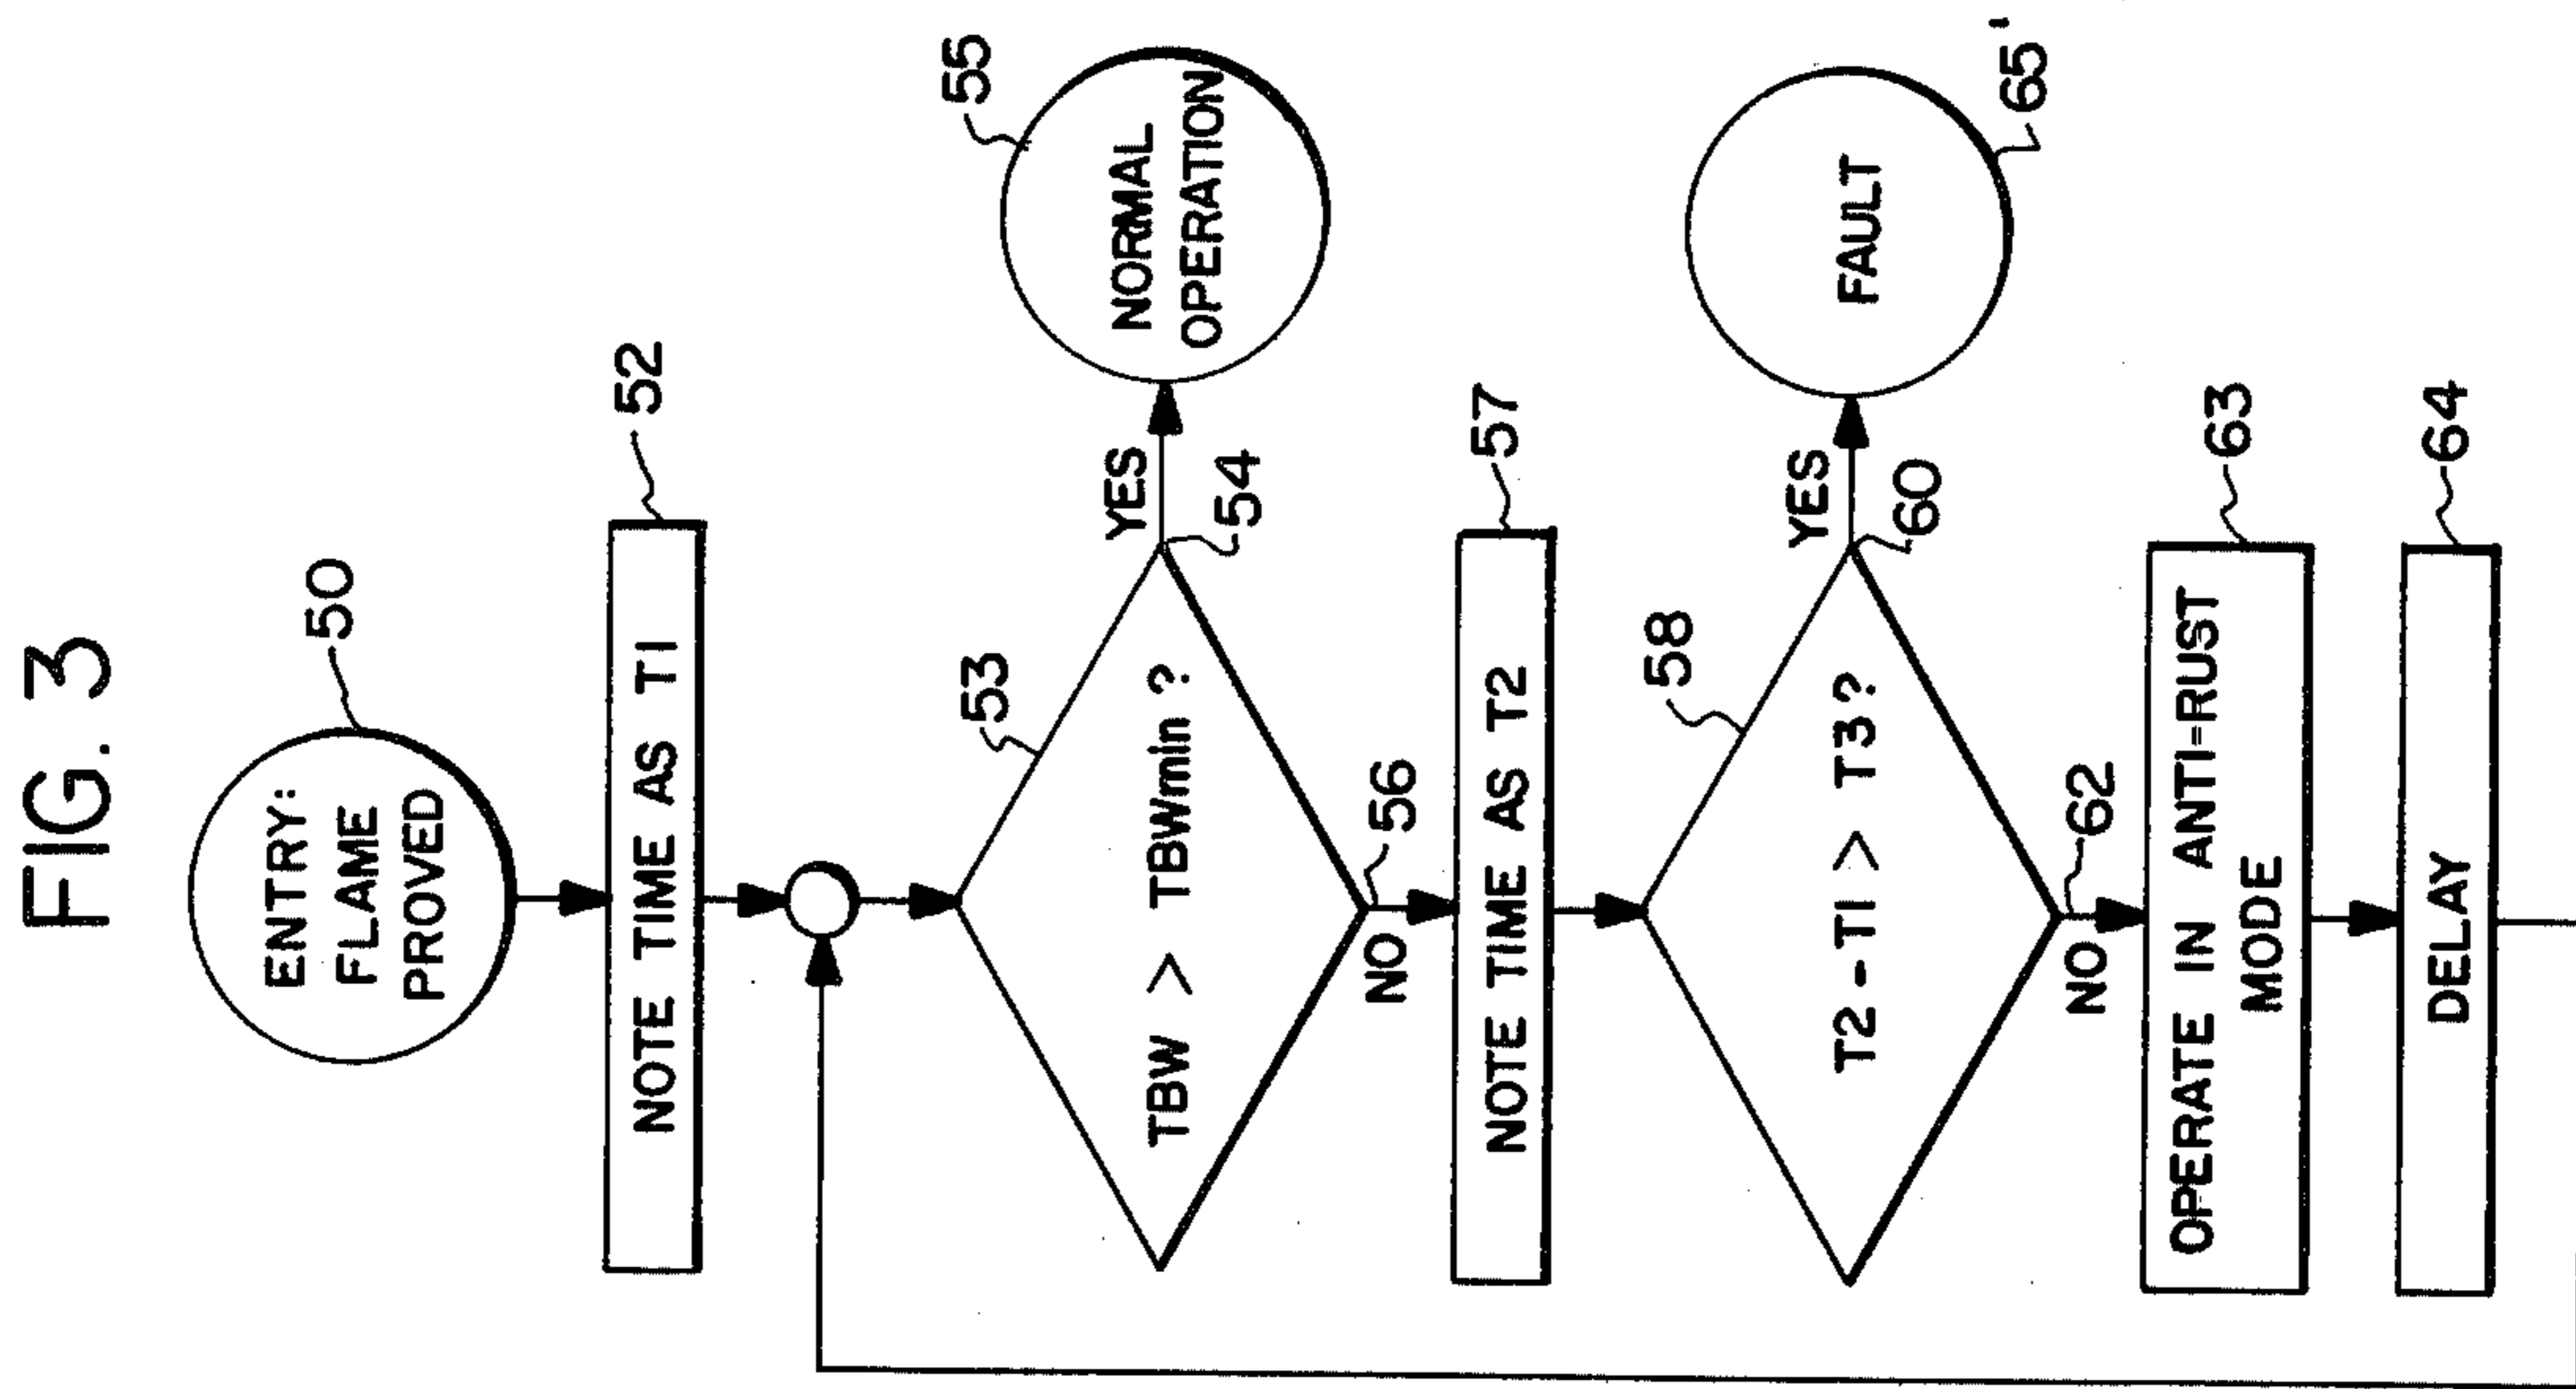 FIG. 3
ENTRY:
FLAME
PROVED
50
NOTE TIME AS T1
52
TBW > TBWmin ?
53
YES
54
NORMAL
OPERATION
55
NO
56
NOTE TIME AS T2
57
T2 - T1 > T3 ?
58
YES
60
FAULT
65'
NO
62
OPERATE IN ANTI=RUST
MODE
63
DELAY
64